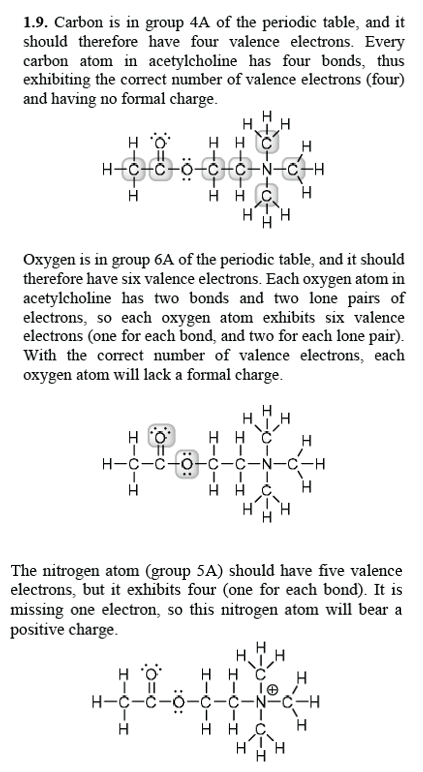 1.9. Carbon is in group 4A of the periodic table, and it
should therefore have four valence electrons. Every
carbon atom in acetylcholine has four bonds, thus
exhibiting the correct number of valence electrons (four)
and having no formal charge.
H
H H
H O H H C H
H-C-C-O-C-C-N-C-H
H H H C H
H H
H
Oxygen is in group 6A of the periodic table, and it should
therefore have six valence electrons. Each oxygen atom in
acetylcholine has two bonds and two lone pairs of
electrons, so each oxygen atom exhibits six valence
electrons (one for each bond, and two for each lone pair).
With the correct number of valence electrons, each
oxygen atom will lack a formal charge.
H
H H
H O H H C H
H-C-C-O-C-C-N-C-H
H H H C H
H H
H
The nitrogen atom (group 5A) should have five valence
electrons, but it exhibits four (one for each bond). It is
missing one electron, so this nitrogen atom will bear a
positive charge.
H
H H
H O H H C H
⊕
H-C-C-O-C-C-N-C-H
H H H C H
H H
H